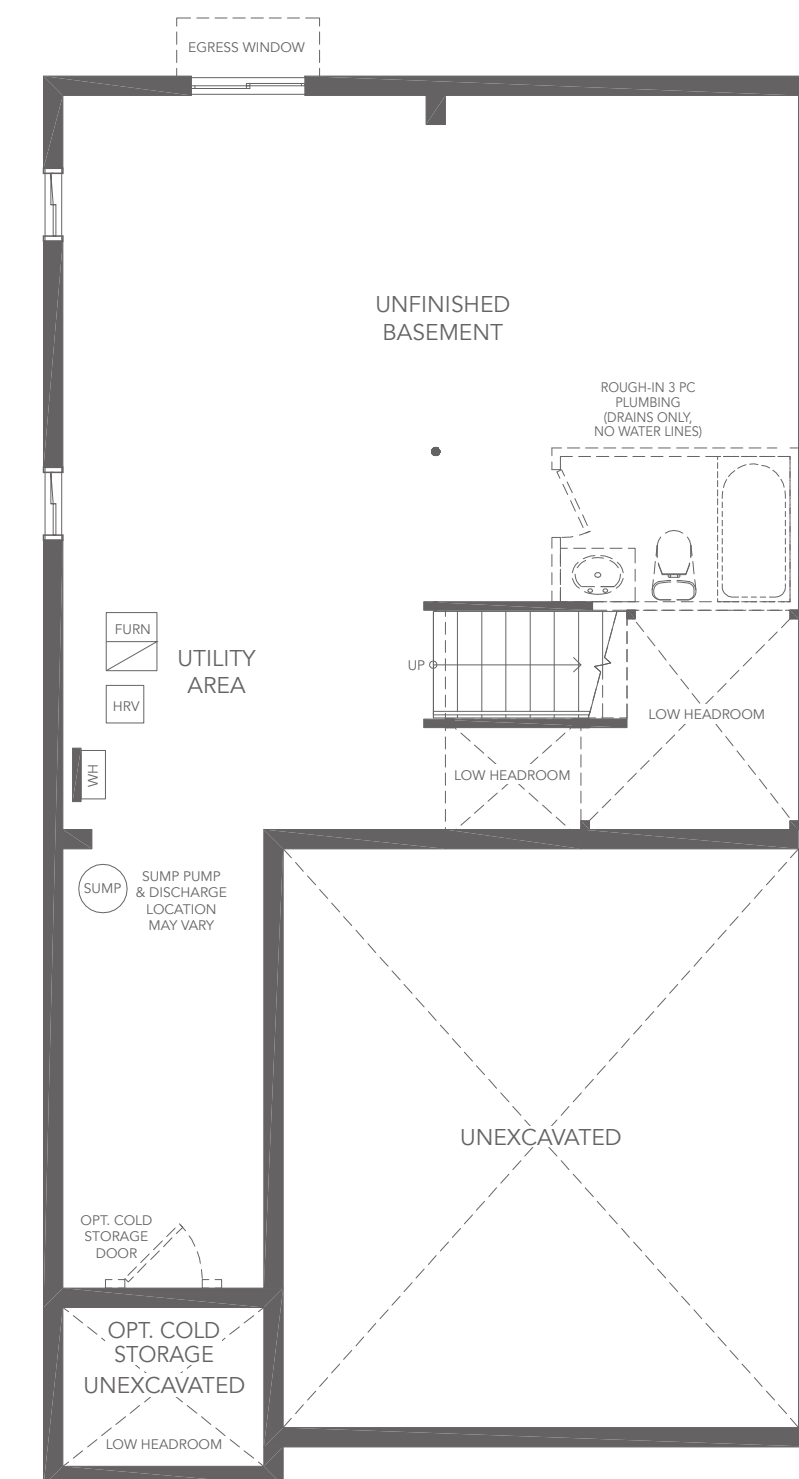 EGRESS WINDOW
UNFINISHED
BASEMENT
ROUGH-IN 3 PC
PLUMBING
(DRAINS ONLY,
NO WATER LINES)
FURN
UTILITY
AREA
HRV
WH
UP
LOW HEADROOM
LOW HEADROOM
SUMP
SUMP PUMP
& DISCHARGE
LOCATION
MAY VARY
UNEXCAVATED
OPT. COLD
STORAGE
DOOR
OPT. COLD
STORAGE
UNEXCAVATED
LOW HEADROOM